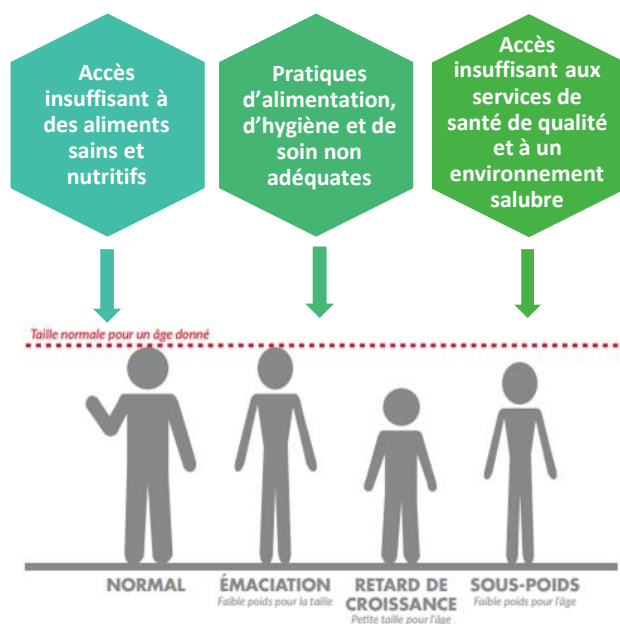 Accès
insuffisant à
des aliments
sains et
nutritifs
Pratiques
d'alimentation,
d'hygiène et de
soin non
adéquates
Accès
insuffisant aux
services de
santé de qualité
et à un
environnement
salubre
Taille normale pour un âge donné
NORMAL
ÉMACIATION
Faible poids pour la taille
RETARD DE
CROISSANCE
Petite taille pour l'âge
SOUS-POIDS
Faible poids pour l'âge